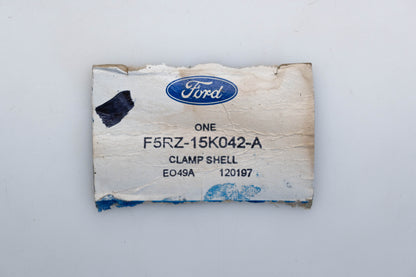 Ford
ONE
F5RZ-15K042-A
CLAMP SHELL
EO49A 120197